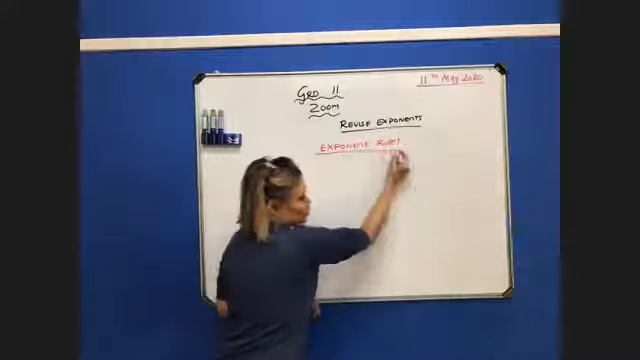 11TH MAY 2020
GRD 11
ZOOM
REVISE EXPONENTS
EXPONENT RULES